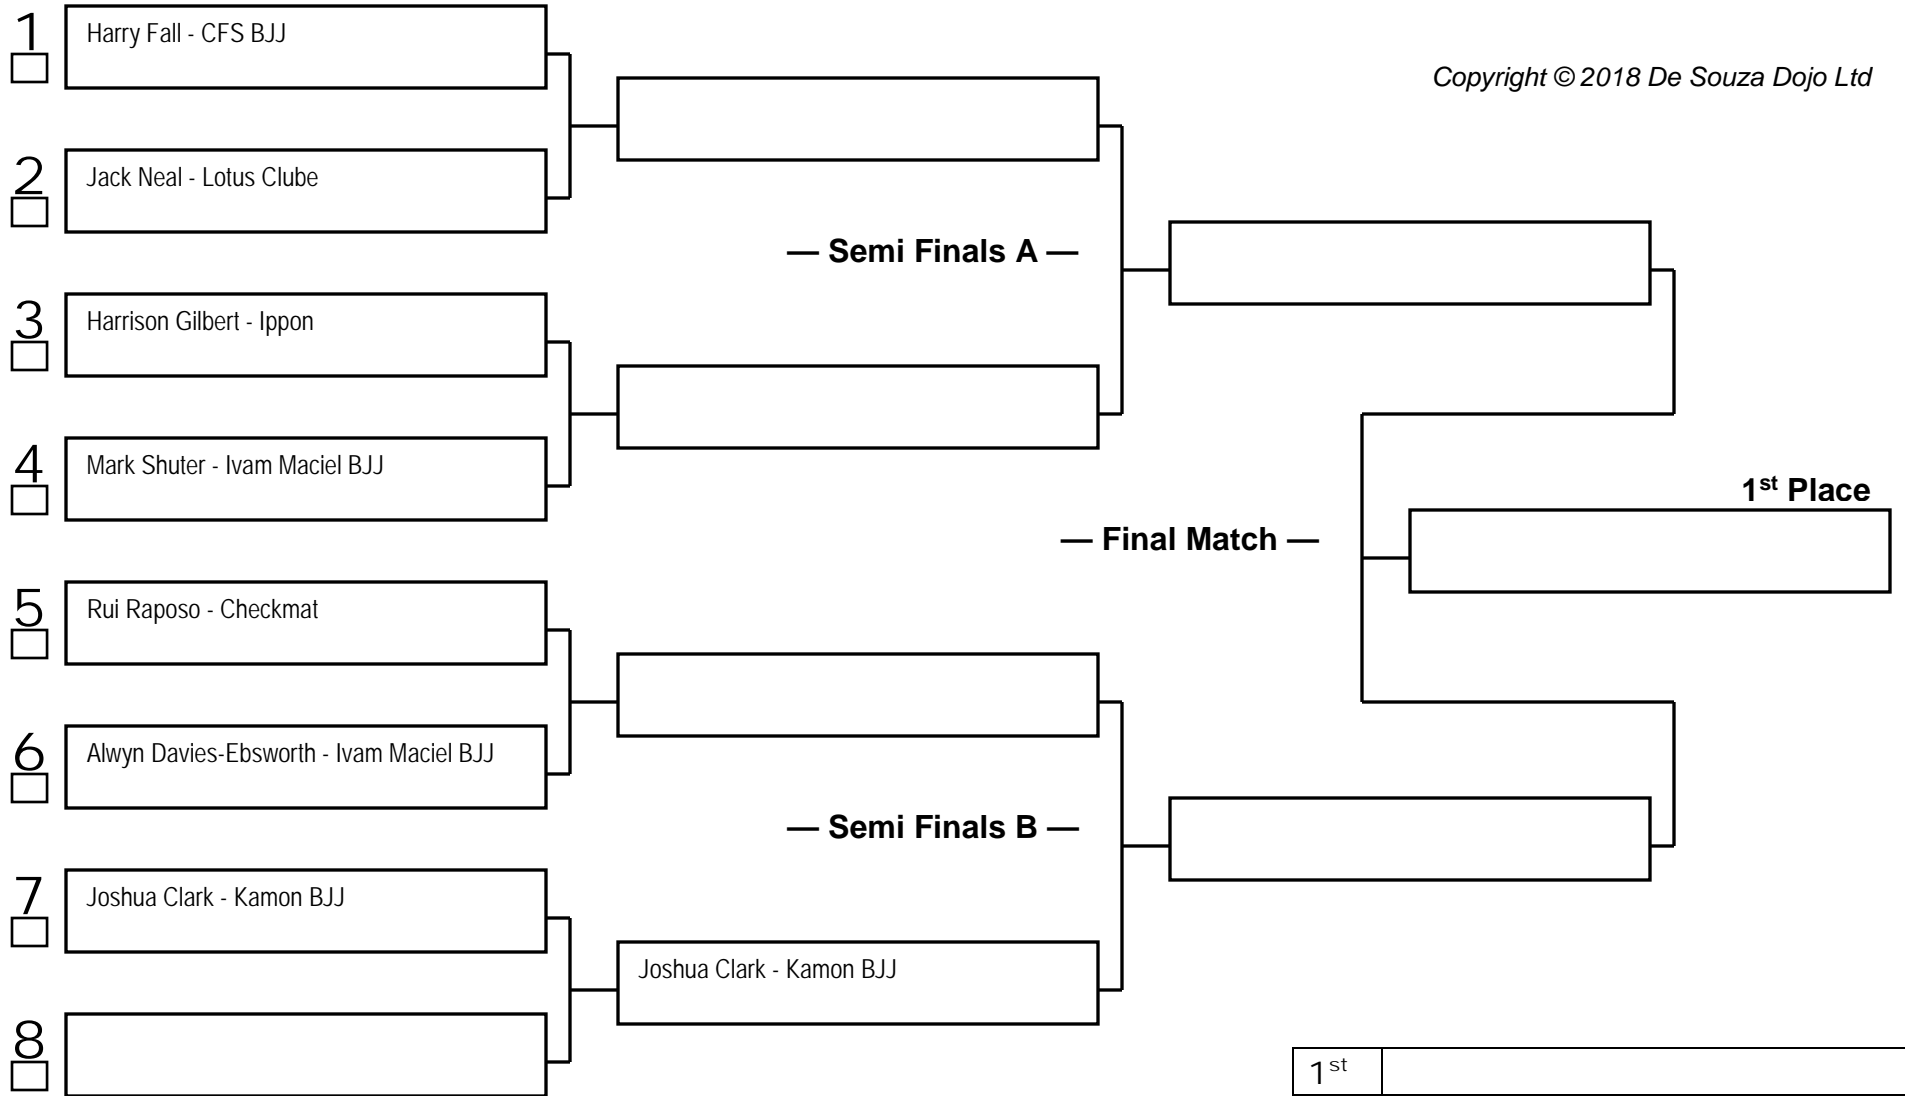 1
Harry Fall - CFS BJJ
Copyright © 2018 De Souza Dojo Ltd
2
Jack Neal - Lotus Clube
— Semi Finals A —
3
Harrison Gilbert - Ippon
4
Mark Shuter - Ivam Maciel BJJ
1st Place
— Final Match —
5
Rui Raposo - Checkmat
6
Alwyn Davies-Ebsworth - Ivam Maciel BJJ
— Semi Finals B —
7
Joshua Clark - Kamon BJJ
Joshua Clark - Kamon BJJ
8
1st